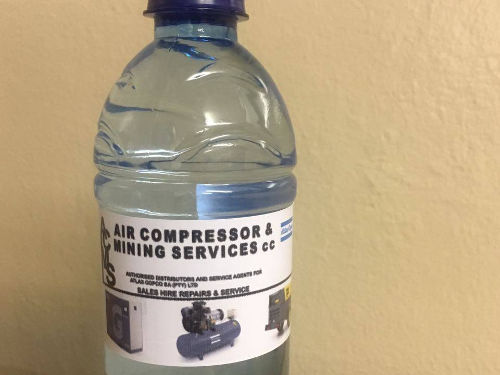 AIR COMPRESSOR &
MINING SERVICES cc
AUTHORISED DISTRIBUTORS AND SERVICE AGENTS FOR
ATLAS COPCO SA (PTY) LTD
SALES HIRE REPAIRS & SERVICE